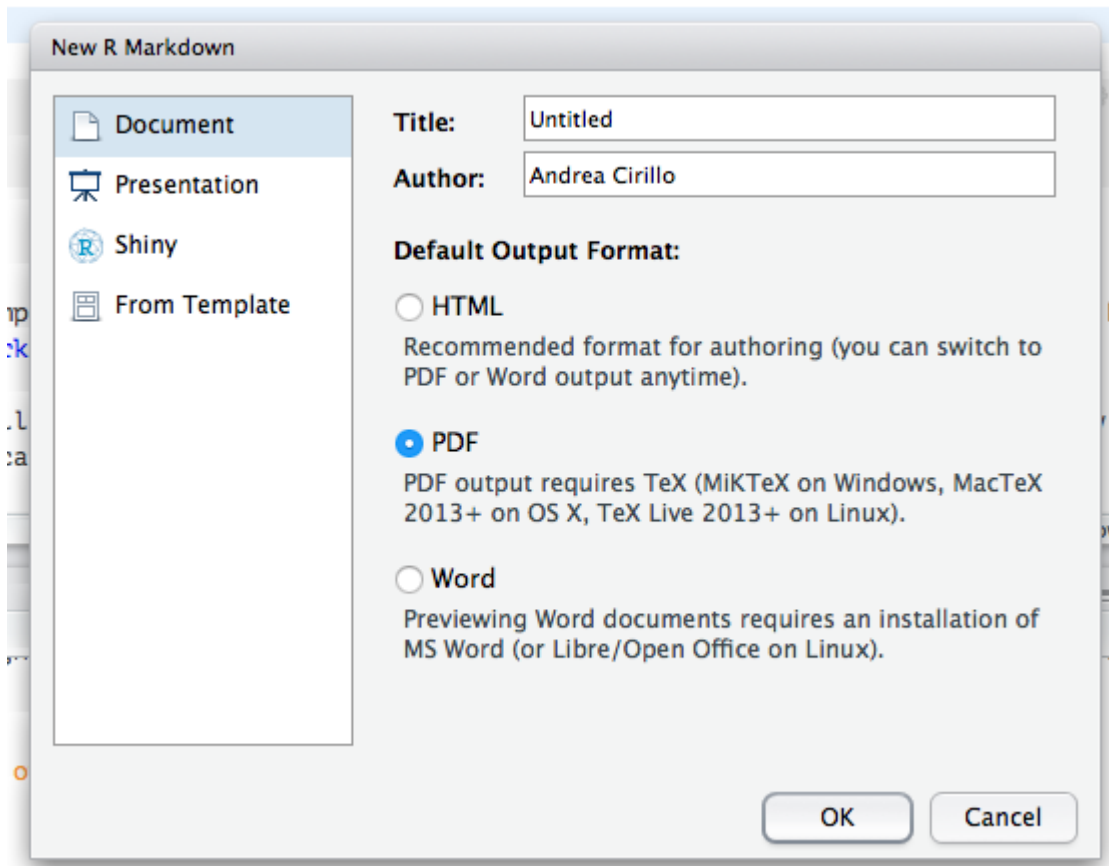 New R Markdown
Document
Presentation
Shiny
From Template
Title:
Untitled
Author:
Andrea Cirillo
Default Output Format:
HTML
Recommended format for authoring (you can switch to
PDF or Word output anytime).
PDF
PDF output requires TeX (MiKTeX on Windows, MacTeX
2013+ on OS X, TeX Live 2013+ on Linux).
Word
Previewing Word documents requires an installation of
MS Word (or Libre/Open Office on Linux).
OK
Cancel